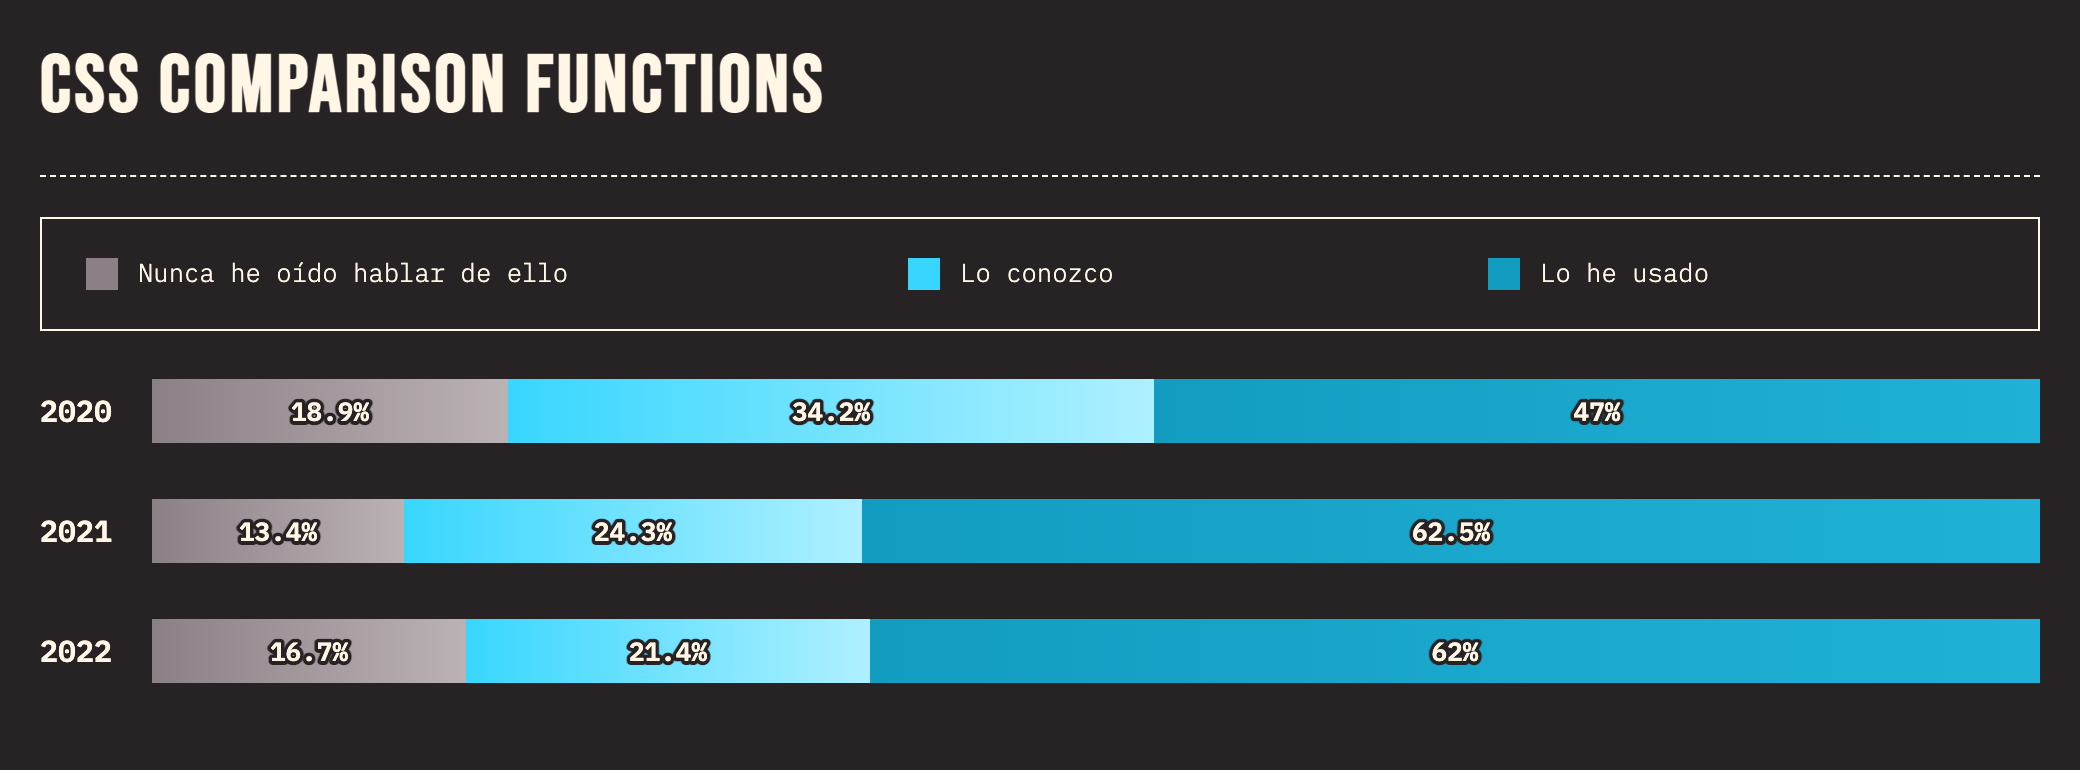 CSS COMPARISON FUNCTIONS
Nunca he oído hablar de ello Lo conozco Lo he usado
2020 18.9% 34.2% 47%
2021 13.4% 24.3% 62.5%
2022 16.7% 21.4% 62%